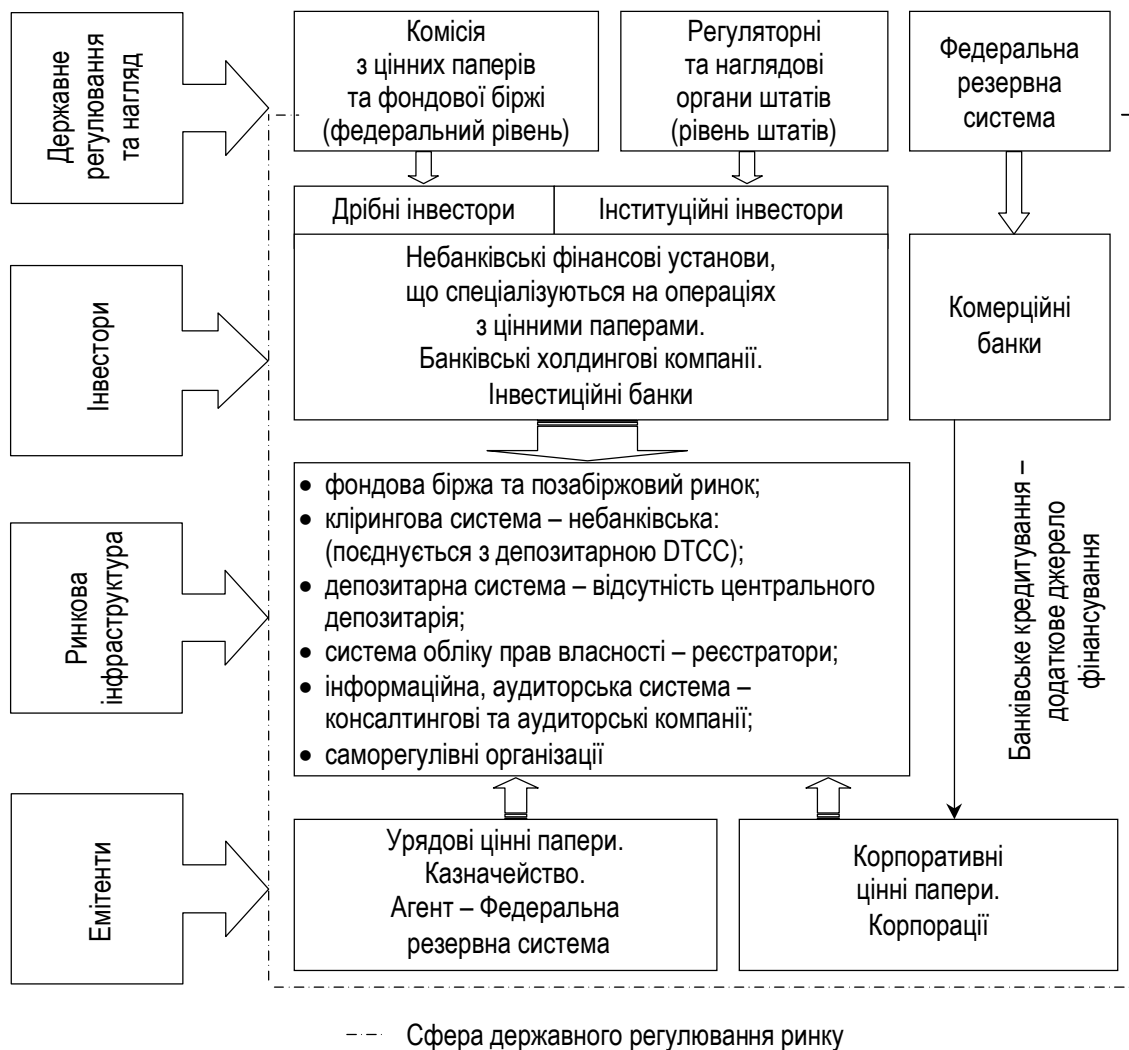 Державне
регулювання
та нагляд
Комісія
з цінних паперів
та фондової біржі
(федеральний рівень)
Регуляторні
та наглядові
органи штатів
(рівень штатів)
Федеральна
резервна
система
Інвестори
Дрібні інвестори
Інституційні інвестори
Небанківські фінансові установи,
що спеціалізуються на операціях
з цінними паперами.
Банківські холдингові компанії.
Інвестиційні банки
Комерційні
банки
Ринкова
інфраструктура
• фондова біржа та позабіржовий ринок;
• клірингова система – небанківська:
(поєднується з депозитарною DTCC);
• депозитарна система – відсутність центрального
депозитарія;
• система обліку прав власності – реєстратори;
• інформаційна, аудиторська система –
консалтингові та аудиторські компанії;
• саморегулівні організації
Банківське кредитування –
додаткове джерело
фінансування
Емітенти
Урядові цінні папери.
Казначейство.
Агент – Федеральна
резервна система
Корпоративні
цінні папери.
Корпорації
Сфера державного регулювання ринку